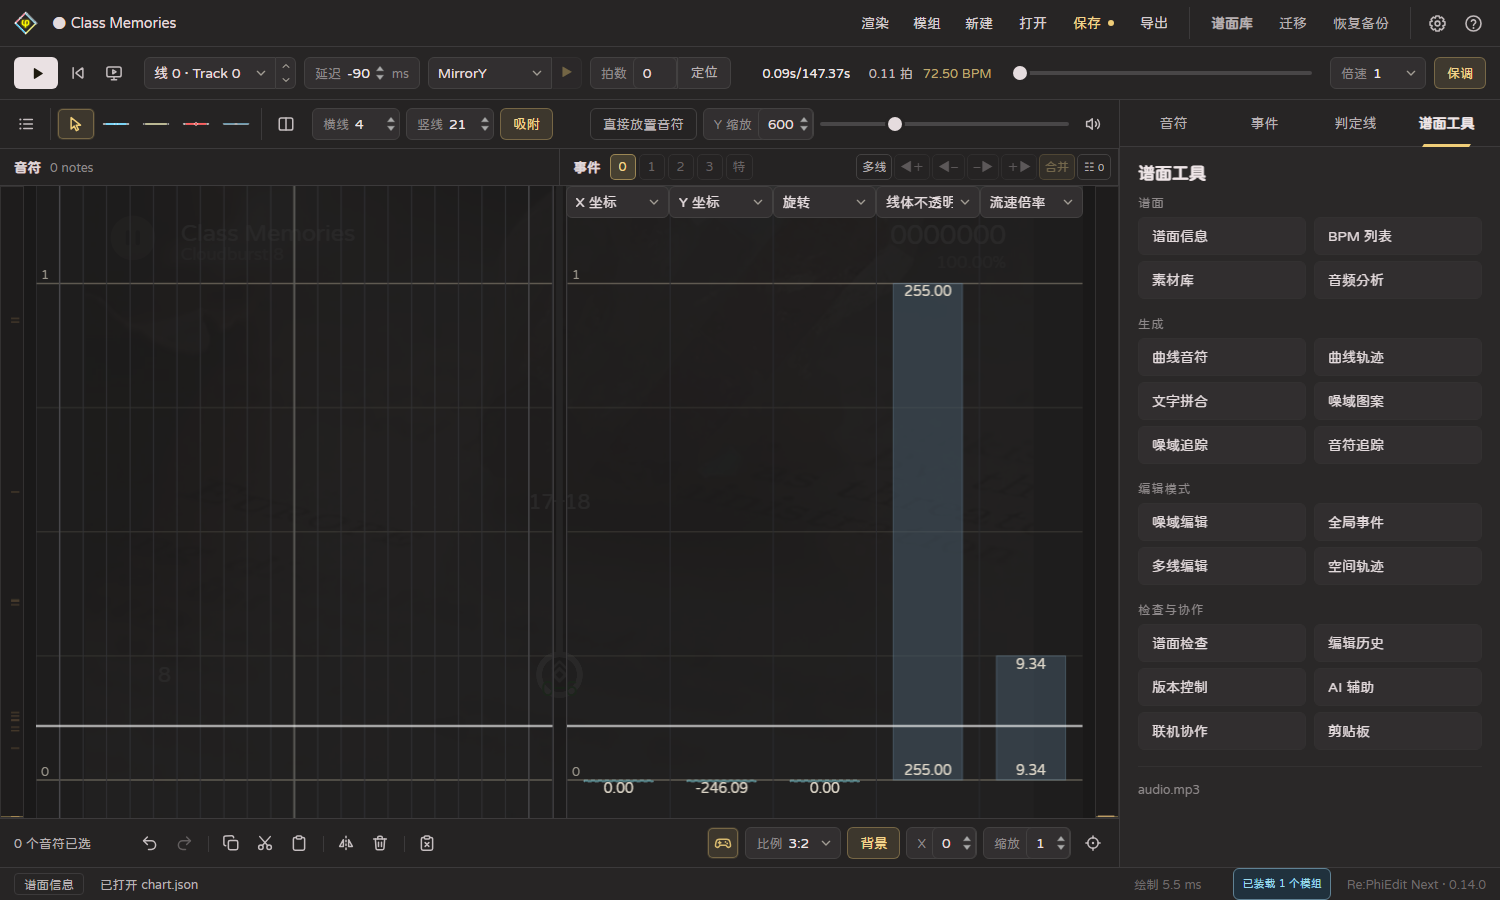 Class Memories 渲染 模组 新建 打开 保存 导出 谱面库 迁移 恢复备份
线 0 · Track 0 延迟 -90 ms MirrorY 拍数 0 定位 0.09s/147.37s 0.11 拍 72.50 BPM 倍速 1 保调
横线 4 竖线 21 吸附 直接放置音符 Y 缩放 600 音符 事件 判定线 谱面工具
音符 0 notes 事件 0 1 2 3 特 多线 合并 0
X 坐标 Y 坐标 旋转 线体不透明 流速倍率
Class Memories 0000000
100.00%
1 1
255.00
17 18
8
9.34
0 0
255.00 9.34
0.00 -246.09 0.00
谱面工具
谱面
谱面信息 BPM 列表
素材库 音频分析
生成
曲线音符 曲线轨迹
文字拼合 噪域图案
噪域追踪 音符追踪
编辑模式
噪域编辑 全局事件
多线编辑 空间轨迹
检查与协作
谱面检查 编辑历史
版本控制 AI 辅助
联机协作 剪贴板
audio.mp3
0 个音符已选 比例 3:2 背景 X 0 缩放 1
谱面信息 已打开 chart.json 绘制 5.5 ms 已装载 1 个模组 Re:PhiEdit Next · 0.14.0